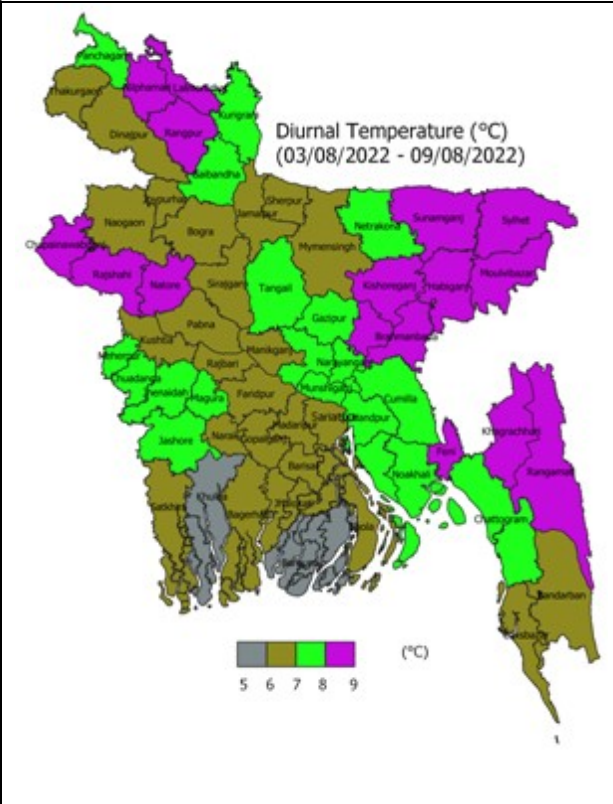 Panchagarh
Nilphamari
Lalmonirhat
Thakurgaon
Kurigram
Rangpur
Dinajpur
Diurnal Temperature (°C)
(03/08/2022 - 09/08/2022)
Gaibandha
Sherpur
Naogaon
Jamalpur
Netrakona
Sunamganj
Sylhet
Bogra
Mymensingh
Chapainawabganj
Rajshahi
Natore
Sirajganj
Tangail
Kishoreganj
Habiganj
Moulvibazar
Gazipur
Pabna
Brahmanbaria
Kushtia
Meherpur
Manikganj
Narayanganj
Chuadanga
Rajbari
Munshiganj
Cumilla
Jhenaidah
Magura
Faridpur
Shariatpur
Chandpur
Khagrachhari
Madaripur
Jashore
Narail
Gopalganj
Feni
Rangamati
Barisal
Noakhali
Khulna
Satkhira
Bagerhat
Bhola
Chattogram
Bandarban
(°C)
5 6 7 8 9